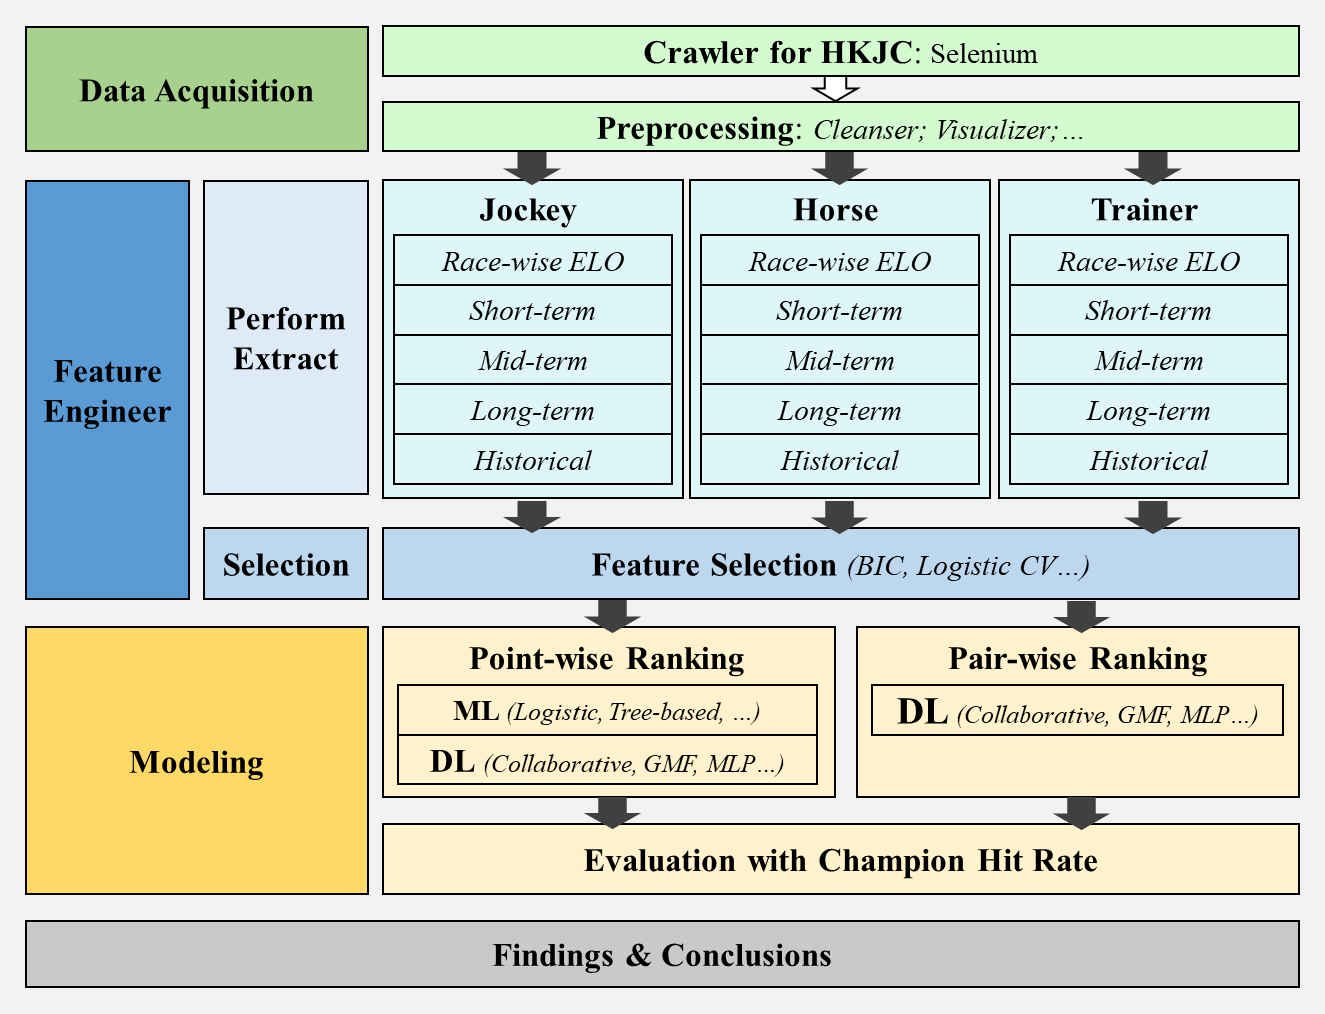 Data Acquisition
Crawler for HKJC: Selenium
Preprocessing: Cleanser; Visualizer;…
Feature
Engineer
Perform
Extract
Jockey
Race-wise ELO
Short-term
Mid-term
Long-term
Historical
Horse
Race-wise ELO
Short-term
Mid-term
Long-term
Historical
Trainer
Race-wise ELO
Short-term
Mid-term
Long-term
Historical
Selection
Feature Selection (BIC, Logistic CV…)
Modeling
Point-wise Ranking
ML (Logistic, Tree-based, …)
DL (Collaborative, GMF, MLP…)
Pair-wise Ranking
DL (Collaborative, GMF, MLP…)
Evaluation with Champion Hit Rate
Findings & Conclusions